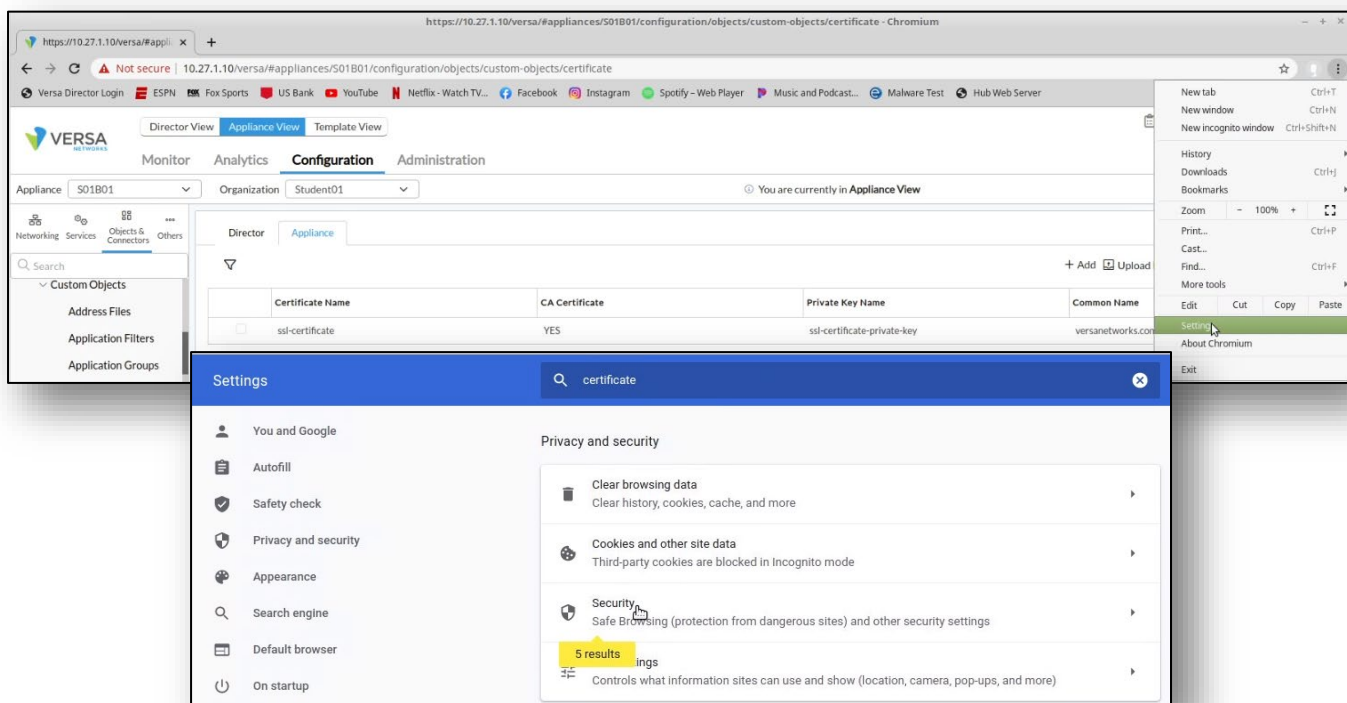 https://10.27.1.10/versa/#appliances/S01B01/configuration/objects/custom-objects/certificate - Chromium
https://10.27.1.10/versa/#appli
Not secure | 10.27.1.10/versa/#appliances/S01B01/configuration/objects/custom-objects/certificate
Versa Director Login ESPN Fox Sports US Bank YouTube Netflix - Watch TV... Facebook Instagram Spotify – Web Player Music and Podcast... Malware Test Hub Web Server
VERSA
NETWORKS
Director View Appliance View Template View
Monitor Analytics Configuration Administration
Appliance S01B01 Organization Student01 You are currently in Appliance View
Networking Services Objects & Connectors Others
Search
Custom Objects
Address Files
Application Filters
Application Groups
Director Appliance
+ Add Upload
Certificate Name CA Certificate Private Key Name Common Name
ssl-certificate YES ssl-certificate-private-key versanetworks.com
New tab Ctrl+T
New window Ctrl+N
New incognito window Ctrl+Shift+N
History
Downloads Ctrl+J
Bookmarks
Zoom - 100% +
Print... Ctrl+P
Cast...
Find... Ctrl+F
More tools
Edit Cut Copy Paste
Settings
About Chromium
Exit
Settings
certificate
You and Google
Autofill
Safety check
Privacy and security
Appearance
Search engine
Default browser
On startup
Privacy and security
Clear browsing data
Clear history, cookies, cache, and more
Cookies and other site data
Third-party cookies are blocked in Incognito mode
Security
Safe Browsing (protection from dangerous sites) and other security settings
5 results
ings
Controls what information sites can use and show (location, camera, pop-ups, and more)